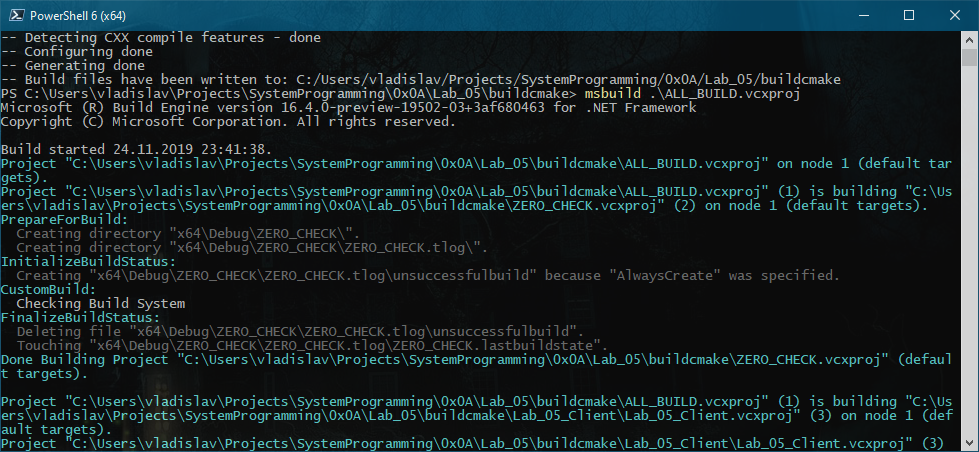 PowerShell 6 (x64)
-- Detecting CXX compile features - done
-- Configuring done
-- Generating done
-- Build files have been written to: C:/Users/vladislav/Projects/SystemProgramming/0x0A/Lab_05/buildcmake
PS C:\Users\vladislav\Projects\SystemProgramming\0x0A\Lab_05\buildcmake> msbuild .\ALL_BUILD.vcxproj
Microsoft (R) Build Engine version 16.4.0-preview-19502-03+3af680463 for .NET Framework
Copyright (C) Microsoft Corporation. All rights reserved.
Build started 24.11.2019 23:41:38.
Project "C:\Users\vladislav\Projects\SystemProgramming\0x0A\Lab_05\buildcmake\ALL_BUILD.vcxproj" on node 1 (default tar
gets).
Project "C:\Users\vladislav\Projects\SystemProgramming\0x0A\Lab_05\buildcmake\ALL_BUILD.vcxproj" (1) is building "C:\Us
ers\vladislav\Projects\SystemProgramming\0x0A\Lab_05\buildcmake\ZERO_CHECK.vcxproj" (2) on node 1 (default targets).
PrepareForBuild:
  Creating directory "x64\Debug\ZERO_CHECK\".
  Creating directory "x64\Debug\ZERO_CHECK\ZERO_CHECK.tlog\".
InitializeBuildStatus:
  Creating "x64\Debug\ZERO_CHECK\ZERO_CHECK.tlog\unsuccessfulbuild" because "AlwaysCreate" was specified.
CustomBuild:
  Checking Build System
FinalizeBuildStatus:
  Deleting file "x64\Debug\ZERO_CHECK\ZERO_CHECK.tlog\unsuccessfulbuild".
  Touching "x64\Debug\ZERO_CHECK\ZERO_CHECK.tlog\ZERO_CHECK.lastbuildstate".
Done Building Project "C:\Users\vladislav\Projects\SystemProgramming\0x0A\Lab_05\buildcmake\ZERO_CHECK.vcxproj" (defaul
t targets).
Project "C:\Users\vladislav\Projects\SystemProgramming\0x0A\Lab_05\buildcmake\ALL_BUILD.vcxproj" (1) is building "C:\Us
ers\vladislav\Projects\SystemProgramming\0x0A\Lab_05\buildcmake\Lab_05_Client\Lab_05_Client.vcxproj" (3) on node 1 (def
ault targets).
Project "C:\Users\vladislav\Projects\SystemProgramming\0x0A\Lab_05\buildcmake\Lab_05_Client\Lab_05_Client.vcxproj" (3)